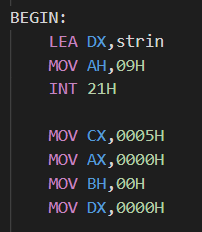 BEGIN:
LEA DX,strin
MOV AH,09H
INT 21H
MOV CX,0005H
MOV AX,0000H
MOV BH,00H
MOV DX,0000H